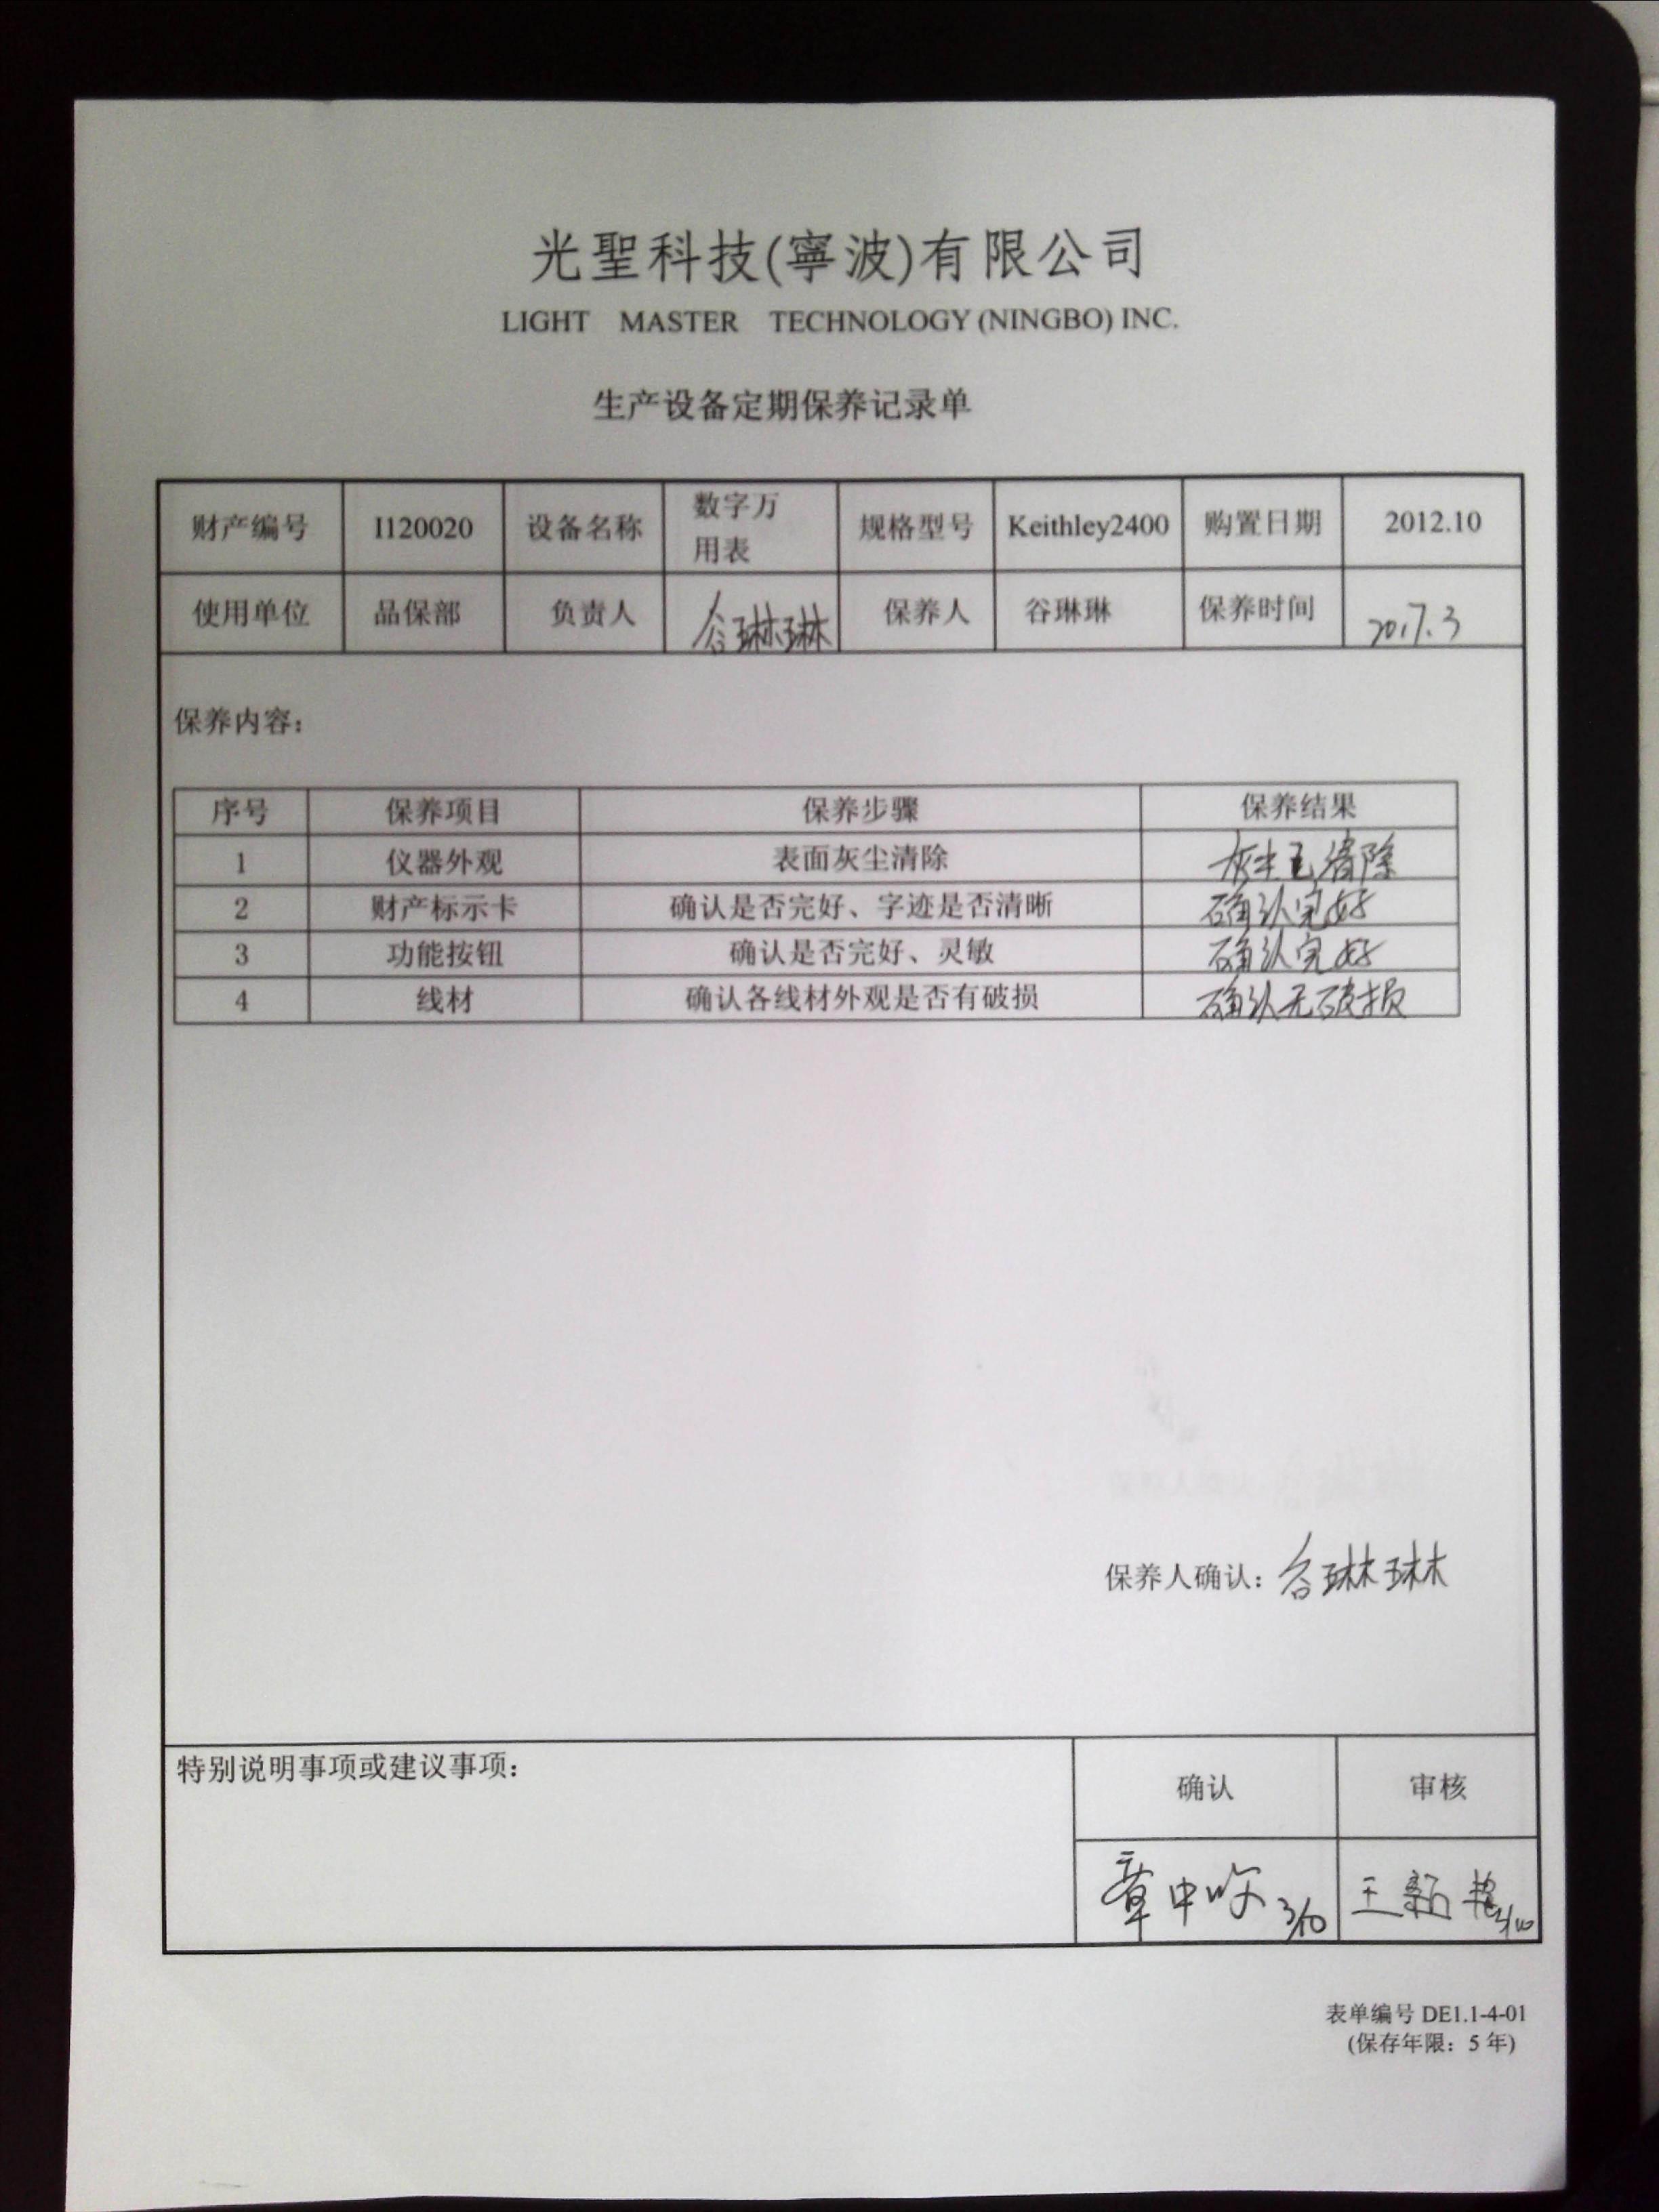 光聖科技(寧波)有限公司
LIGHT MASTER TECHNOLOGY (NINGBO) INC.
生产设备定期保养记录单
财产编号 I120020 设备名称 数字万用表 规格型号 Keithley2400 购置日期 2012.10
使用单位 品保部 负责人 谷琳琳 保养人 谷琳琳 保养时间 2017.3
保养内容：
序号 保养项目 保养步骤 保养结果
1 仪器外观 表面灰尘清除 灰尘已清除
2 财产标示卡 确认是否完好、字迹是否清晰 确认完好
3 功能按钮 确认是否完好、灵敏 确认完好
4 线材 确认各线材外观是否有破损 确认无破损
保养人确认：谷琳琳
特别说明事项或建议事项：
确认 审核
章中 3/10 王新 3/10
表单编号 DE1.1-4-01
(保存年限：5 年)